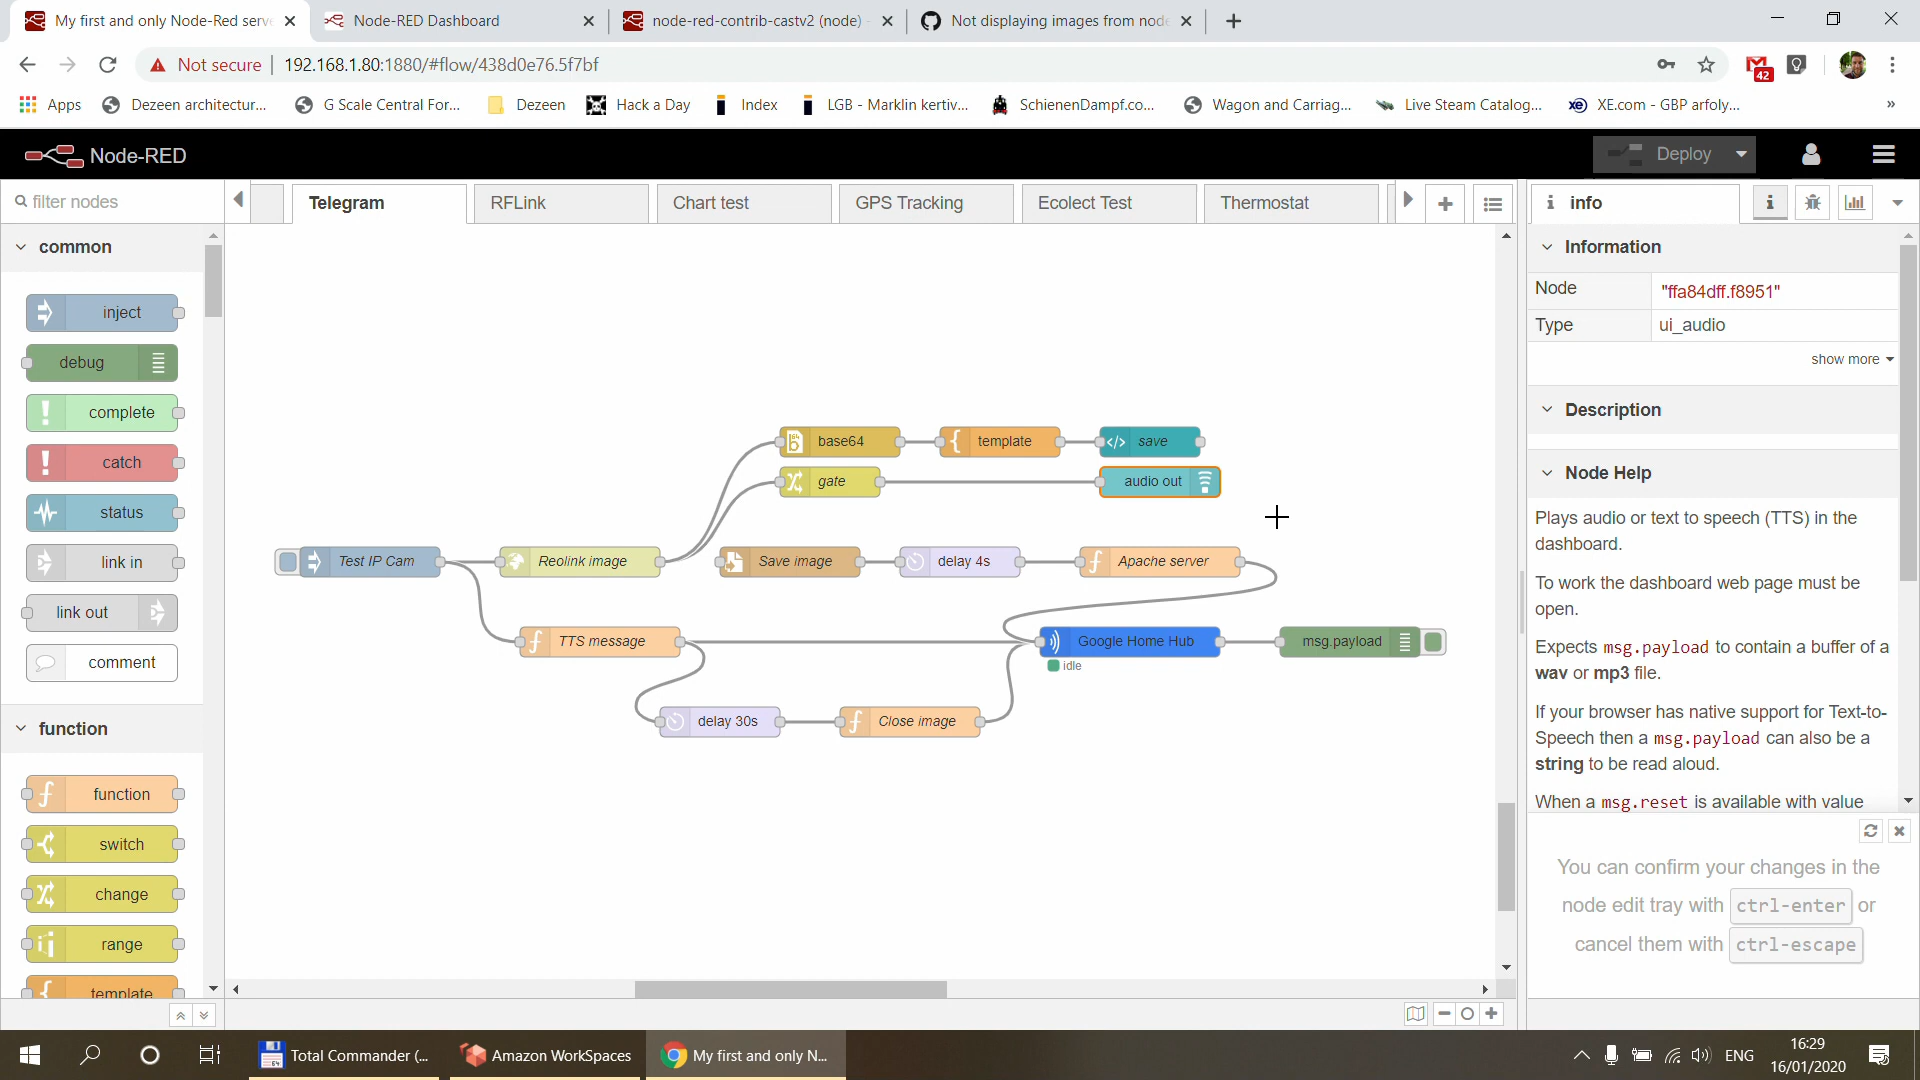 My first and only Node-Red serve
Node-RED Dashboard
node-red-contrib-castv2 (node) -
Not displaying images from node
Not secure
192.168.1.80:1880/#flow/438d0e76.5f7bf
42
Apps
Dezeen architectur...
G Scale Central For...
Dezeen
Hack a Day
Index
LGB - Marklin kertiv...
SchienenDampf.co...
Wagon and Carriag...
Live Steam Catalog...
xe
XE.com - GBP arfoly...
»
Node-RED
Deploy
filter nodes
Telegram
RFLink
Chart test
GPS Tracking
Ecolect Test
Thermostat
i info
i
common
inject
debug
complete
catch
status
link in
link out
comment
function
function
switch
change
range
template
base64
template
save
gate
audio out
Test IP Cam
Reolink image
Save image
delay 4s
Apache server
TTS message
Google Home Hub
idle
msg.payload
delay 30s
Close image
Information
Node
"ffa84dff.f8951"
Type
ui_audio
show more
Description
Node Help
Plays audio or text to speech (TTS) in the
dashboard.
To work the dashboard web page must be
open.
Expects msg.payload to contain a buffer of a
wav or mp3 file.
If your browser has native support for Text-to-
Speech then a msg.payload can also be a
string to be read aloud.
When a msg.reset is available with value
You can confirm your changes in the
node edit tray with ctrl-enter or
cancel them with ctrl-escape
Total Commander (...
Amazon WorkSpaces
My first and only N...
ENG
16:29
16/01/2020